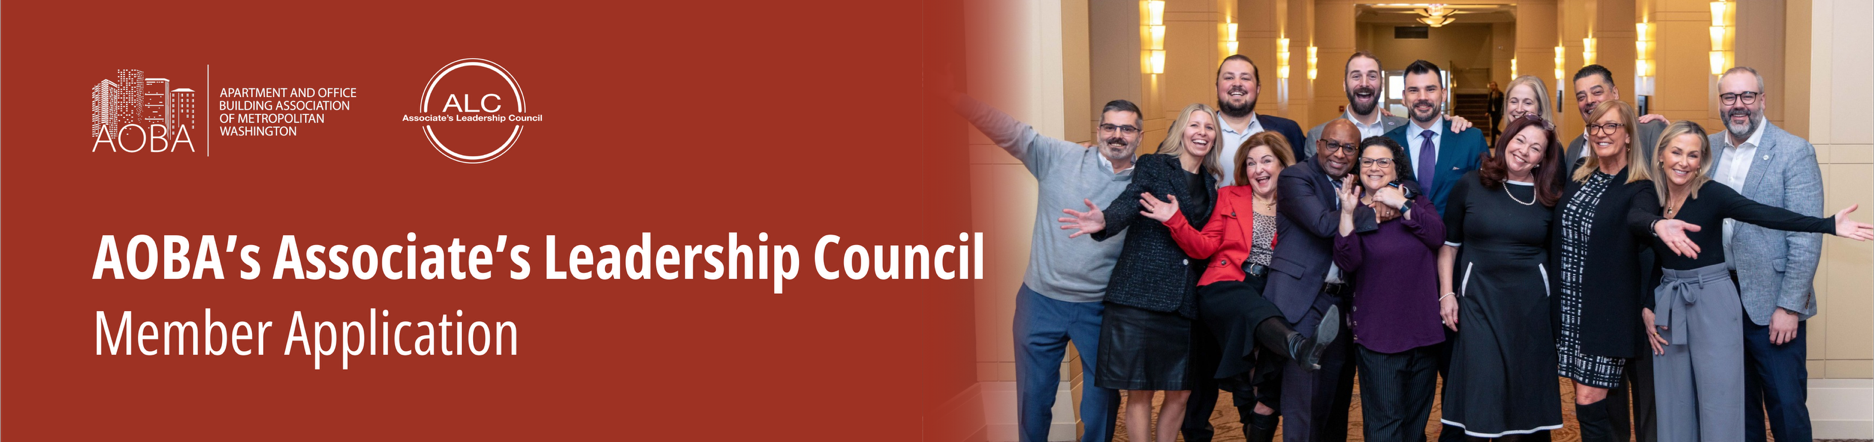 AOBA
APARTMENT AND OFFICE
BUILDING ASSOCIATION
OF METROPOLITAN
WASHINGTON
ALC
Associate's Leadership Council
AOBA’s Associate’s Leadership Council
Member Application